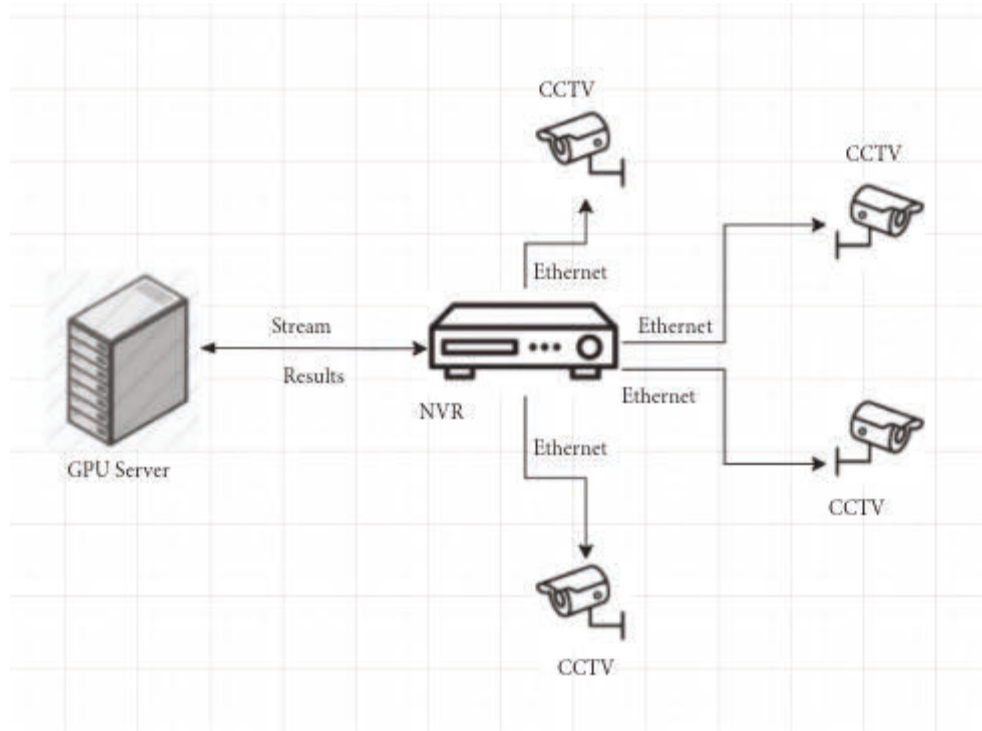 CCTV
CCTV
Ethernet
Stream
Ethernet
Results
Ethernet
NVR
Ethernet
GPU Server
CCTV
CCTV